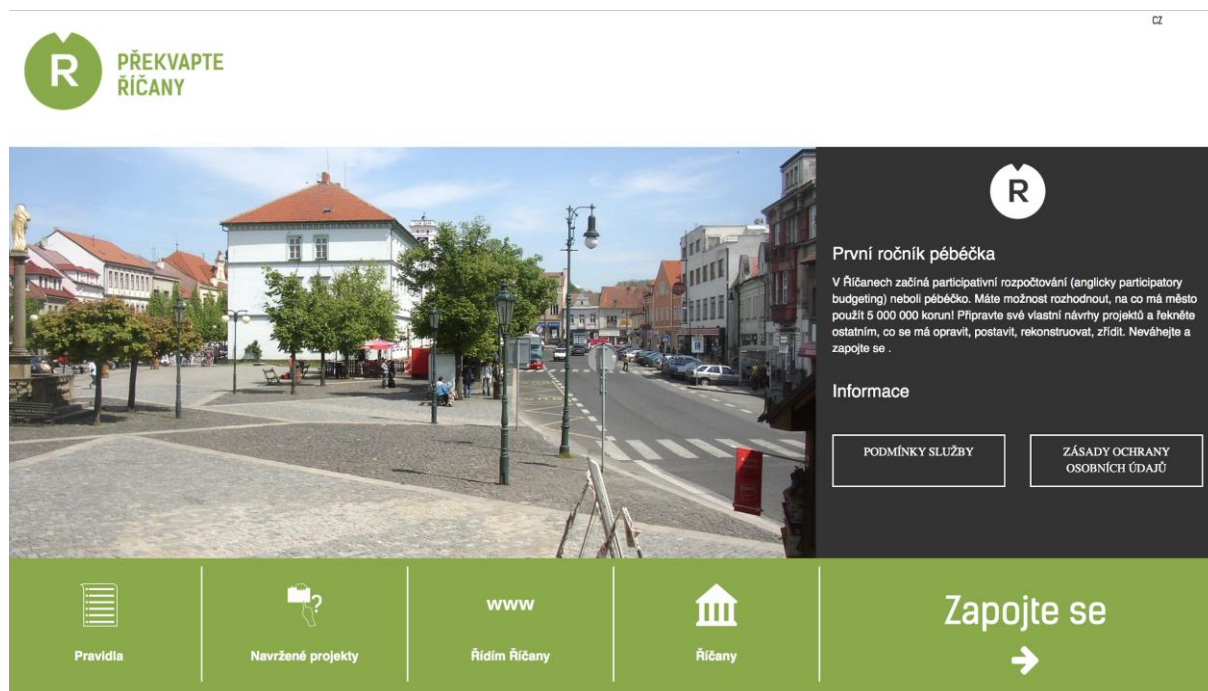 CZ
Ř
PŘEKVAPTE
ŘÍČANY
Ř
První ročník pébéčka
V Říčanech začíná participativní rozpočtování (anglicky participatory
budgeting) neboli pébéčko. Máte možnost rozhodnout, na co má město
použít 5 000 000 korun! Připravte své vlastní návrhy projektů a řekněte
ostatním, co se má opravit, postavit, rekonstruovat, zřídit. Neváhejte a
zapojte se .
Informace
PODMÍNKY SLUŽBY
ZÁSADY OCHRANY
OSOBNÍCH ÚDAJŮ
?
Pravidla
Navržené projekty
www
Řídím Říčany
Říčany
Zapojte se